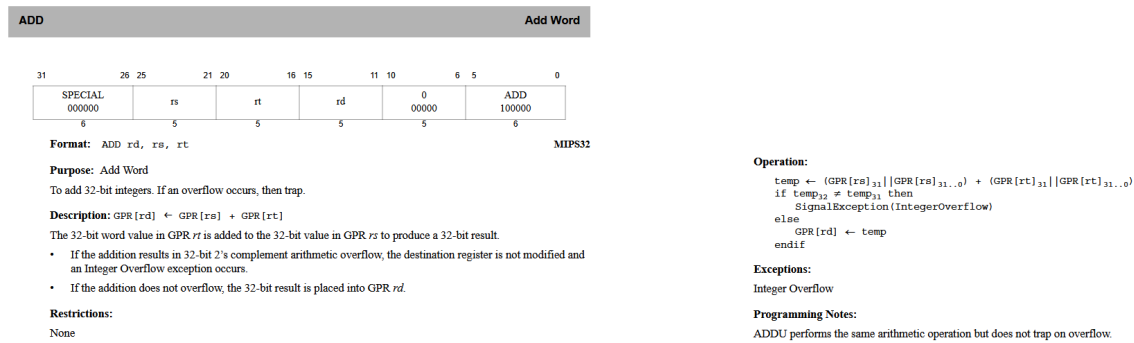 ADD Add Word
31 26 25 21 20 16 15 11 10 6 5 0
SPECIAL 000000 rs rt rd 0 00000 ADD 100000
6 5 5 5 5 6
Format: ADD rd, rs, rt MIPS32
Purpose: Add Word
To add 32-bit integers. If an overflow occurs, then trap.
Description: GPR[rd] ← GPR[rs] + GPR[rt]
The 32-bit word value in GPR rt is added to the 32-bit value in GPR rs to produce a 32-bit result.
• If the addition results in 32-bit 2’s complement arithmetic overflow, the destination register is not modified and
an Integer Overflow exception occurs.
• If the addition does not overflow, the 32-bit result is placed into GPR rd.
Restrictions:
None
Operation:
temp ← (GPR[rs]31||GPR[rs]31..0) + (GPR[rt]31||GPR[rt]31..0)
if temp32 ≠ temp31 then
SignalException(IntegerOverflow)
else
GPR[rd] ← temp
endif
Exceptions:
Integer Overflow
Programming Notes:
ADDU performs the same arithmetic operation but does not trap on overflow.